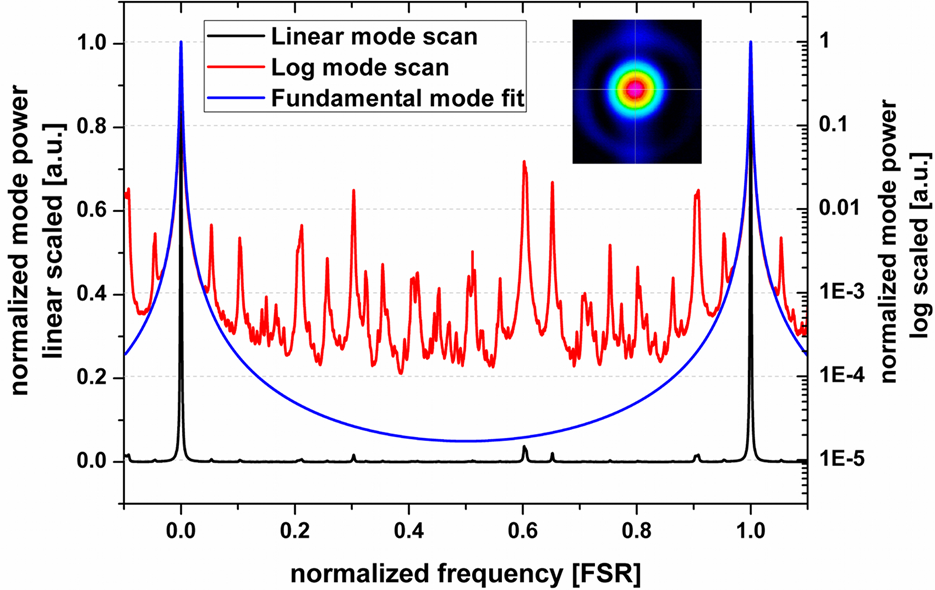 Linear mode scan
Log mode scan
Fundamental mode fit
normalized mode power
linear scaled [a.u.]
1.0
0.8
0.6
0.4
0.2
0.0
1
0.1
0.01
1E-3
1E-4
1E-5
normalized mode power
log scaled [a.u.]
0.0
0.2
0.4
0.6
0.8
1.0
normalized frequency [FSR]